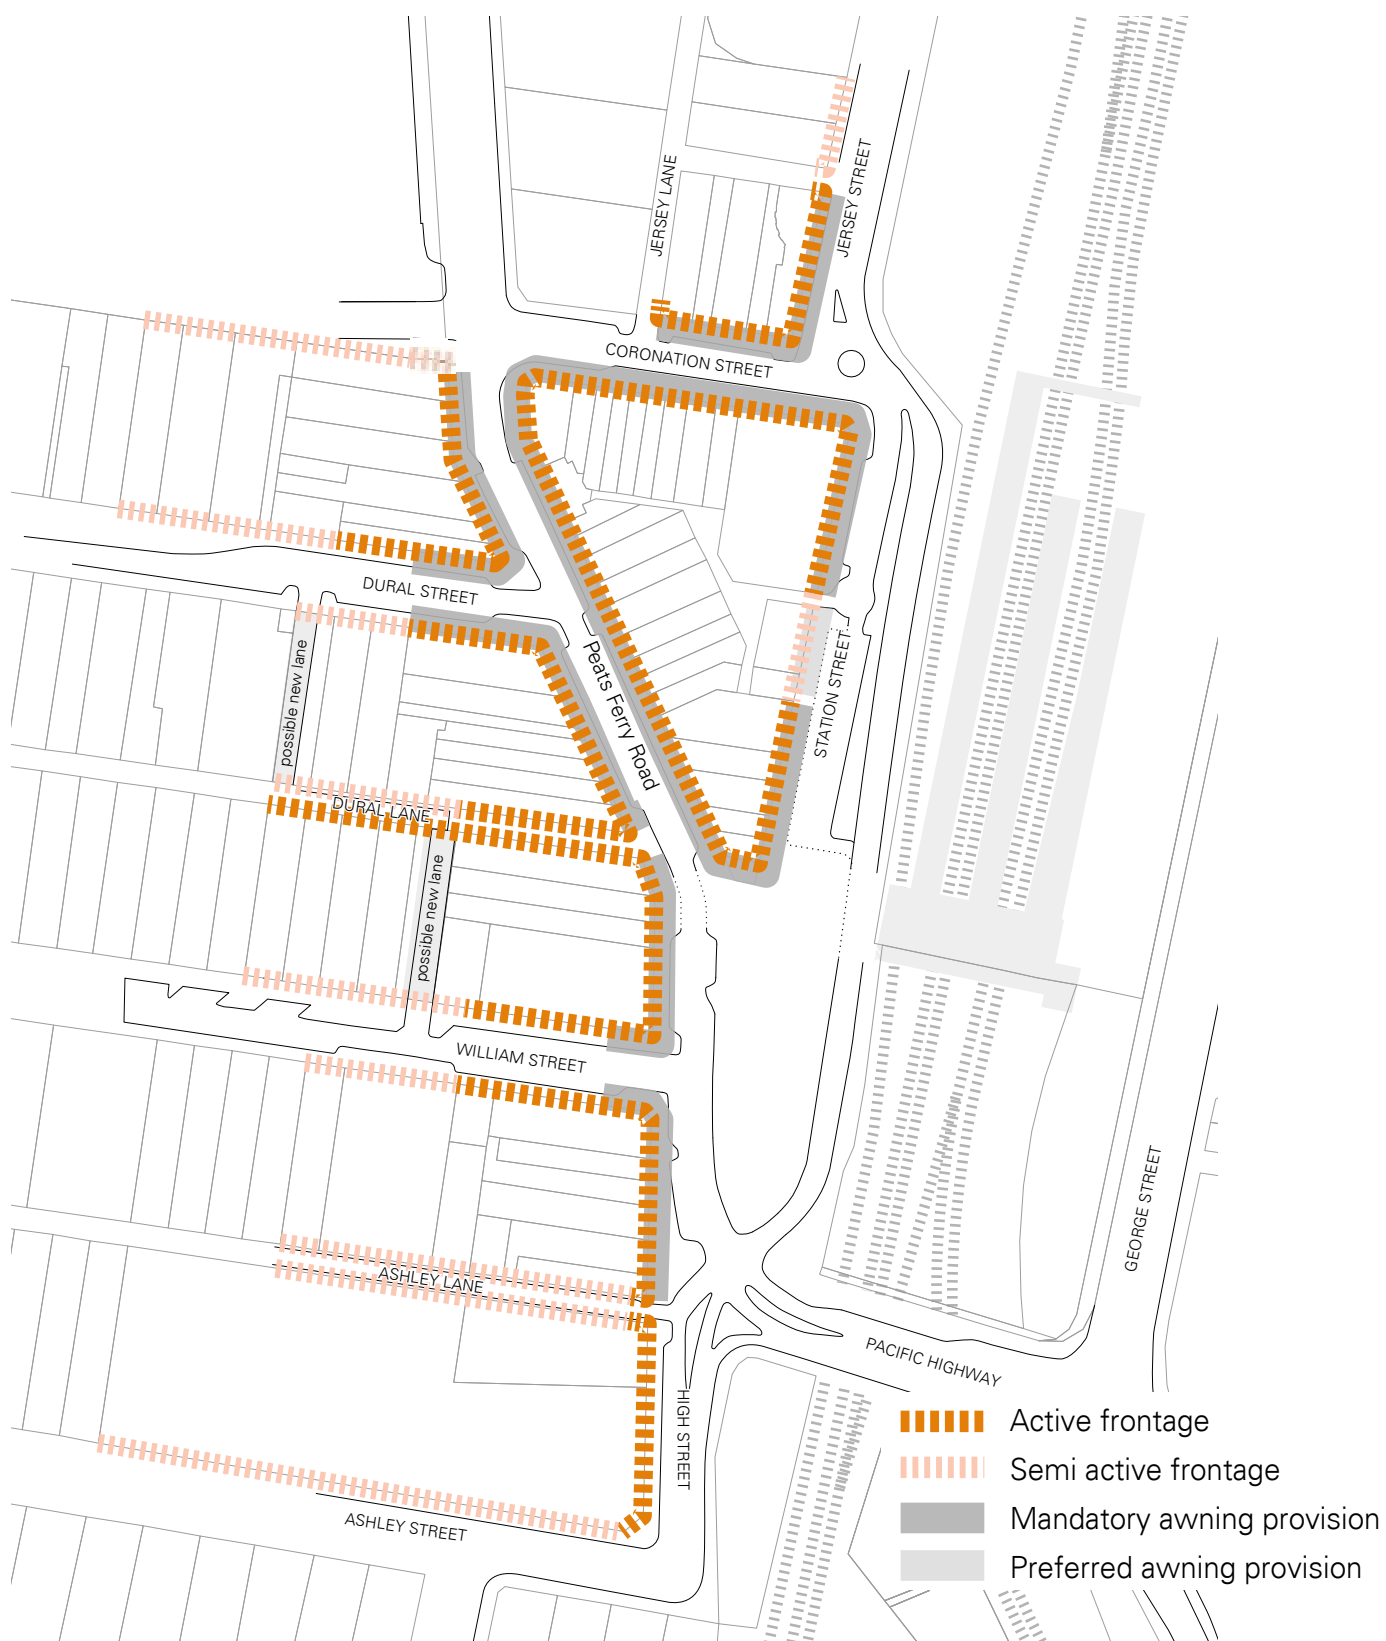 JERSEY LANE
JERSEY STREET
CORONATION STREET
DURAL STREET
possible new lane
Peats Ferry Road
STATION STREET
DURAL LANE
possible new lane
WILLIAM STREET
GEORGE STREET
ASHLEY LANE
PACIFIC HIGHWAY
HIGH STREET
ASHLEY STREET
Active frontage
Semi active frontage
Mandatory awning provision
Preferred awning provision